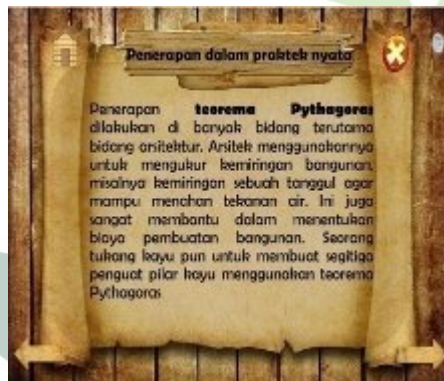 Penerapan dalam praktek nyata
Penerapan teorema Pythagoras
dilakukan di banyak bidang terutama
bidang arsitektur. Arsitek menggunakannya
untuk mengukur kemiringan bangunan,
misalnya kemiringan sebuah tanggul agar
mampu menahan tekanan air. Ini juga
sangat membantu dalam menentukan
biaya pembuatan bangunan. Seorang
tukang kayu pun untuk membuat segitiga
penguat pilar kayu menggunakan teorema
Pythagoras